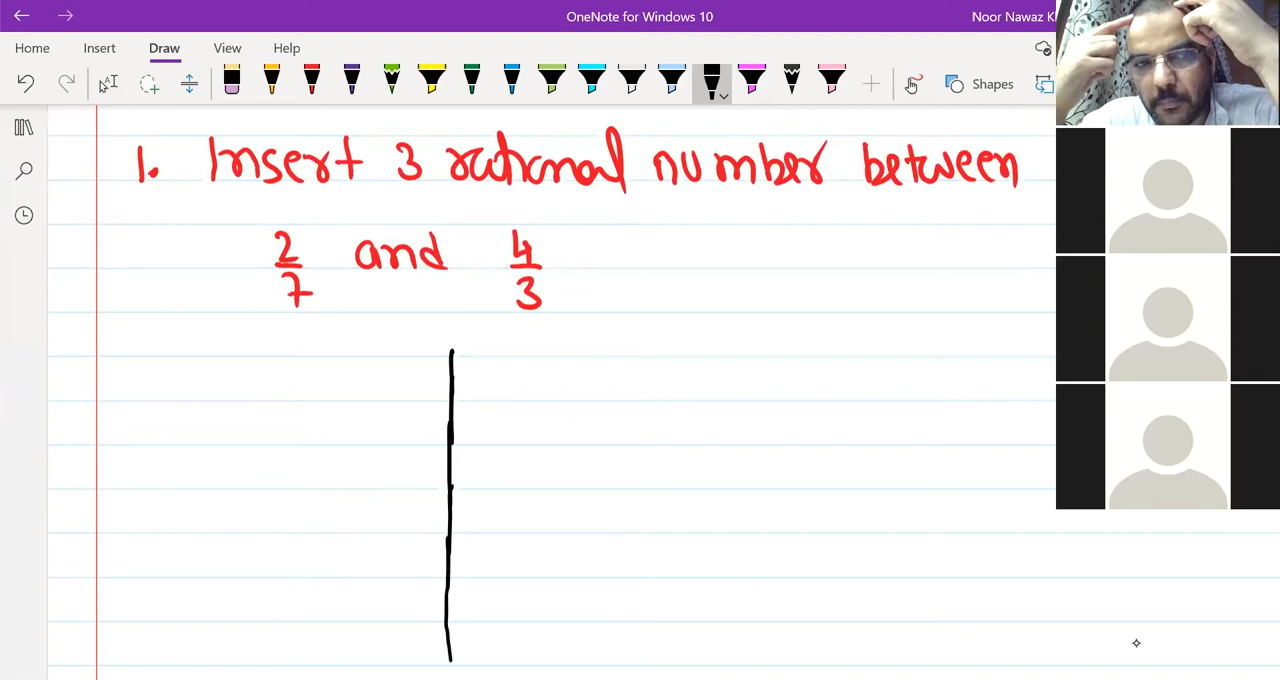 OneNote for Windows 10
Noor Nawaz K
Home Insert Draw View Help
Shapes
1. Insert 3 rational number between
2/7 and 4/3